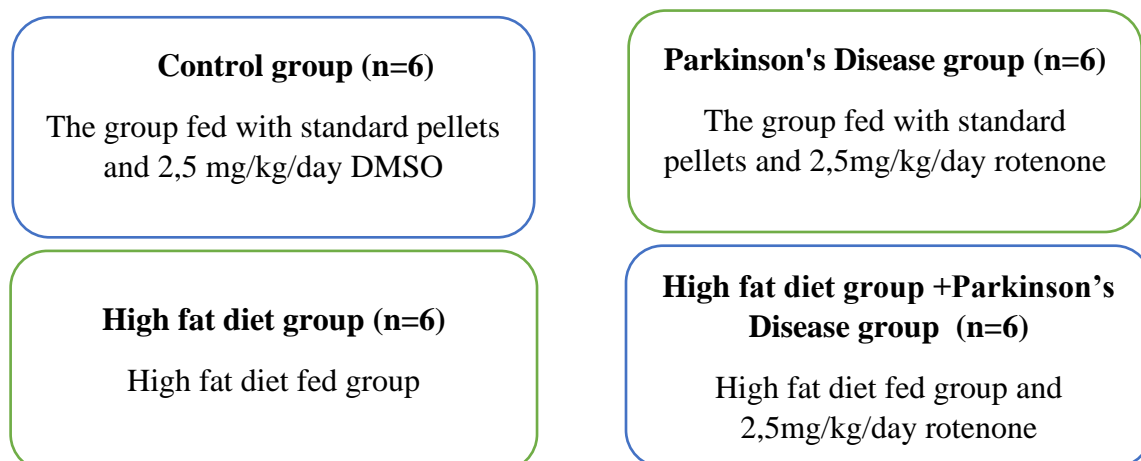 Control group (n=6)
The group fed with standard pellets
and 2,5 mg/kg/day DMSO
Parkinson's Disease group (n=6)
The group fed with standard
pellets and 2,5mg/kg/day rotenone
High fat diet group (n=6)
High fat diet fed group
High fat diet group +Parkinson’s
Disease group  (n=6)
High fat diet fed group and
2,5mg/kg/day rotenone